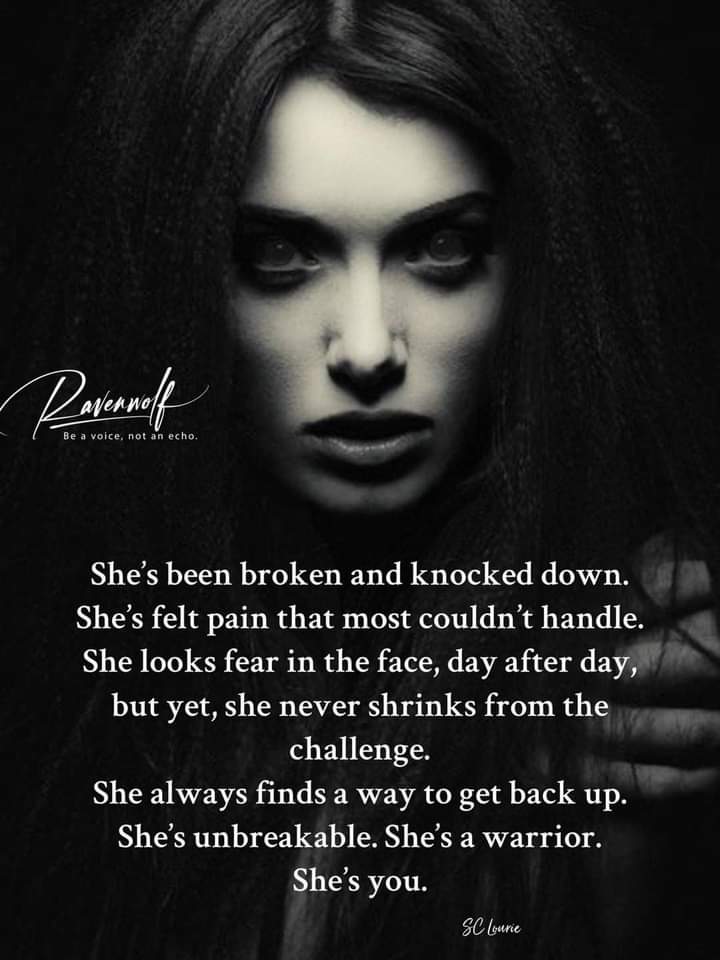 Ravenwolf
Be a voice, not an echo.
She’s been broken and knocked down.
She’s felt pain that most couldn’t handle.
She looks fear in the face, day after day,
but yet, she never shrinks from the
challenge.
She always finds a way to get back up.
She’s unbreakable. She’s a warrior.
She’s you.
SC Lourie